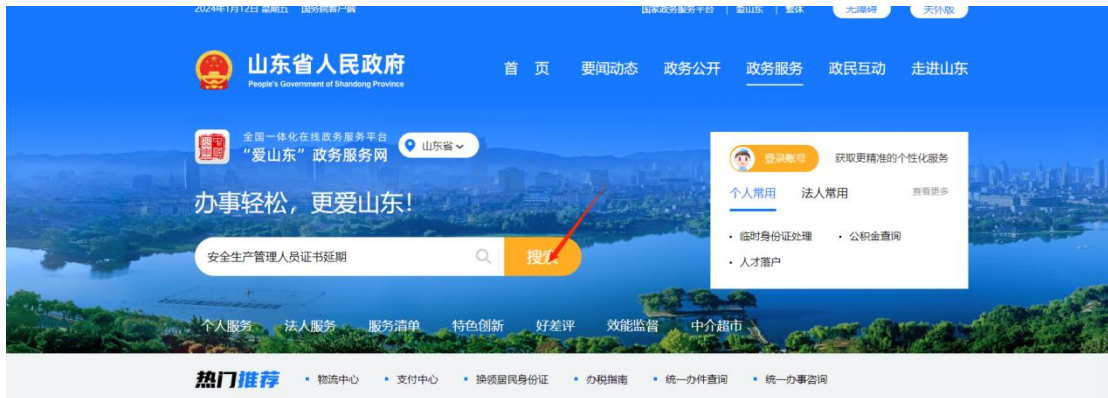 2024年1月12日 星期五 国务院客户端 国家政务服务平台 | 爱山东 | 繁体 无障碍 关怀版
山东省人民政府
People's Government of Shandong Province
首 页 要闻动态 政务公开 政务服务 政民互动 走进山东
全国一体化在线政务服务平台
“爱山东”政务服务网
山东省
登录账号 获取更精准的个性化服务
个人常用 法人常用 查看更多
办事轻松，更爱山东!
临时身份证处理 公积金查询
人才落户
安全生产管理人员证书延期 搜索
个人服务 法人服务 服务清单 特色创新 好差评 效能监督 中介超市
热门推荐 物流中心 支付中心 换领居民身份证 办税指南 统一办件查询 统一办事咨询